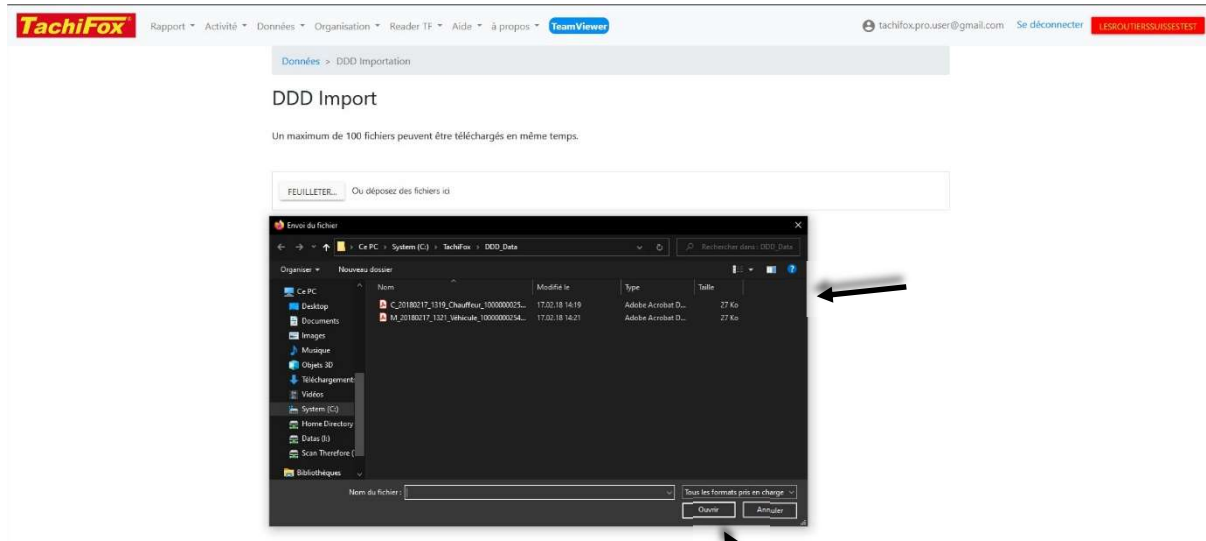 TachiFox Rapport Activité Données Organisation Reader TF Aide à propos TeamViewer tachifox.pro.user@gmail.com Se déconnecter LESROUTIERSSUISSESTEST
Données > DDD Importation
DDD Import
Un maximum de 100 fichiers peuvent être téléchargés en même temps.
FEUILLETER... Ou déposez des fichiers ici
Envoi du fichier
Ce PC > System (C:) > TachiFox > DDD_Data Rechercher dans : DDD_Data
Organiser Nouveau dossier
Ce PC Nom Modifié le Type Taille
Desktop C_20180217_1319_Chauffeur_1000000025... 17.02.18 14:19 Adobe Acrobat D... 27 Ko
Documents M_20180217_1321_Véhicule_1000000254... 17.02.18 14:21 Adobe Acrobat D... 27 Ko
Images
Musique
Objets 3D
Téléchargements
Vidéos
System (C:)
Home Directory
Datas (I:)
Scan Therefore (
Bibliothèques
Nom du fichier : Tous les formats pris en charge
Ouvrir Annuler